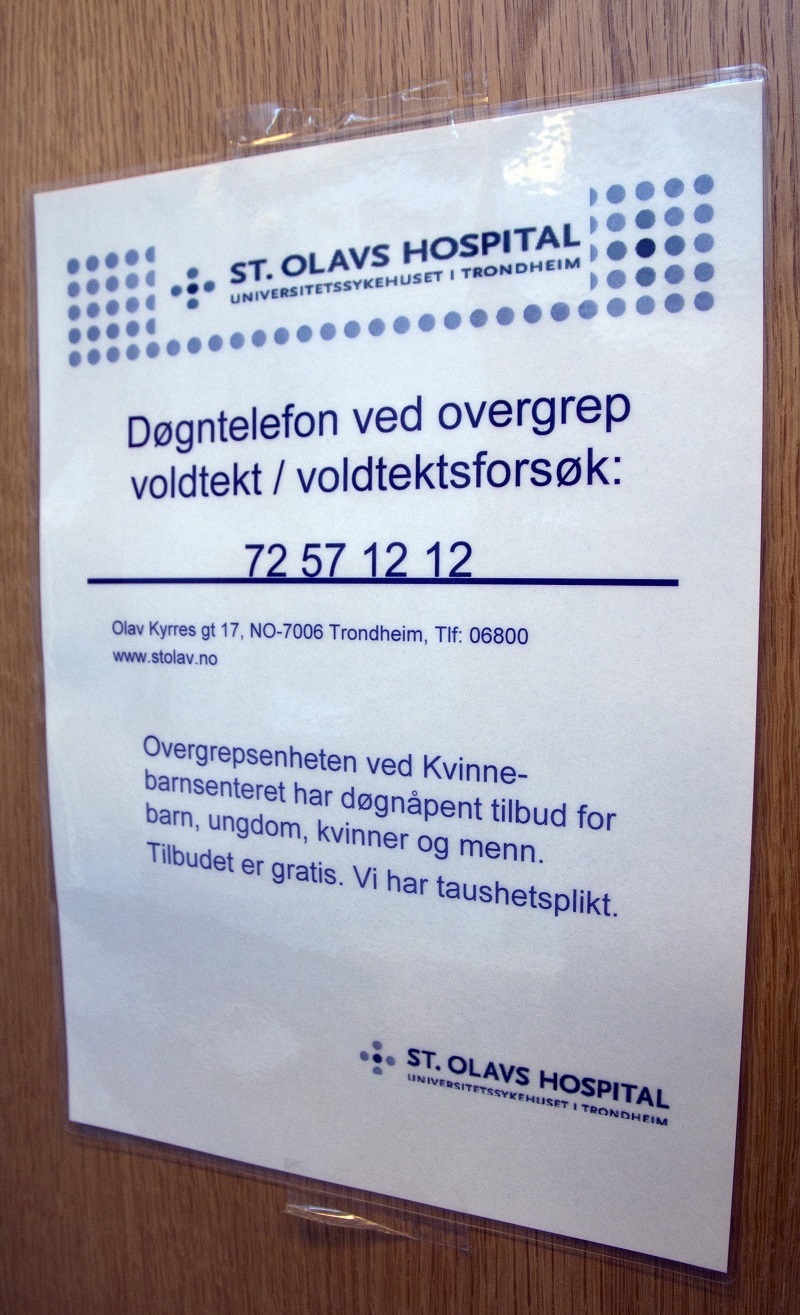 ST. OLAVS HOSPITAL
UNIVERSITETSSYKEHUSET I TRONDHEIM
Døgntelefon ved overgrep
voldtekt / voldtektsforsøk:
72 57 12 12
Olav Kyrres gt 17, NO-7006 Trondheim, Tlf: 06800
www.stolav.no
Overgrepsenheten ved Kvinne-
barnsenteret har døgnåpent tilbud for
barn, ungdom, kvinner og menn.
Tilbudet er gratis. Vi har taushetsplikt.
ST. OLAVS HOSPITAL
UNIVERSITETSSYKEHUSET I TRONDHEIM